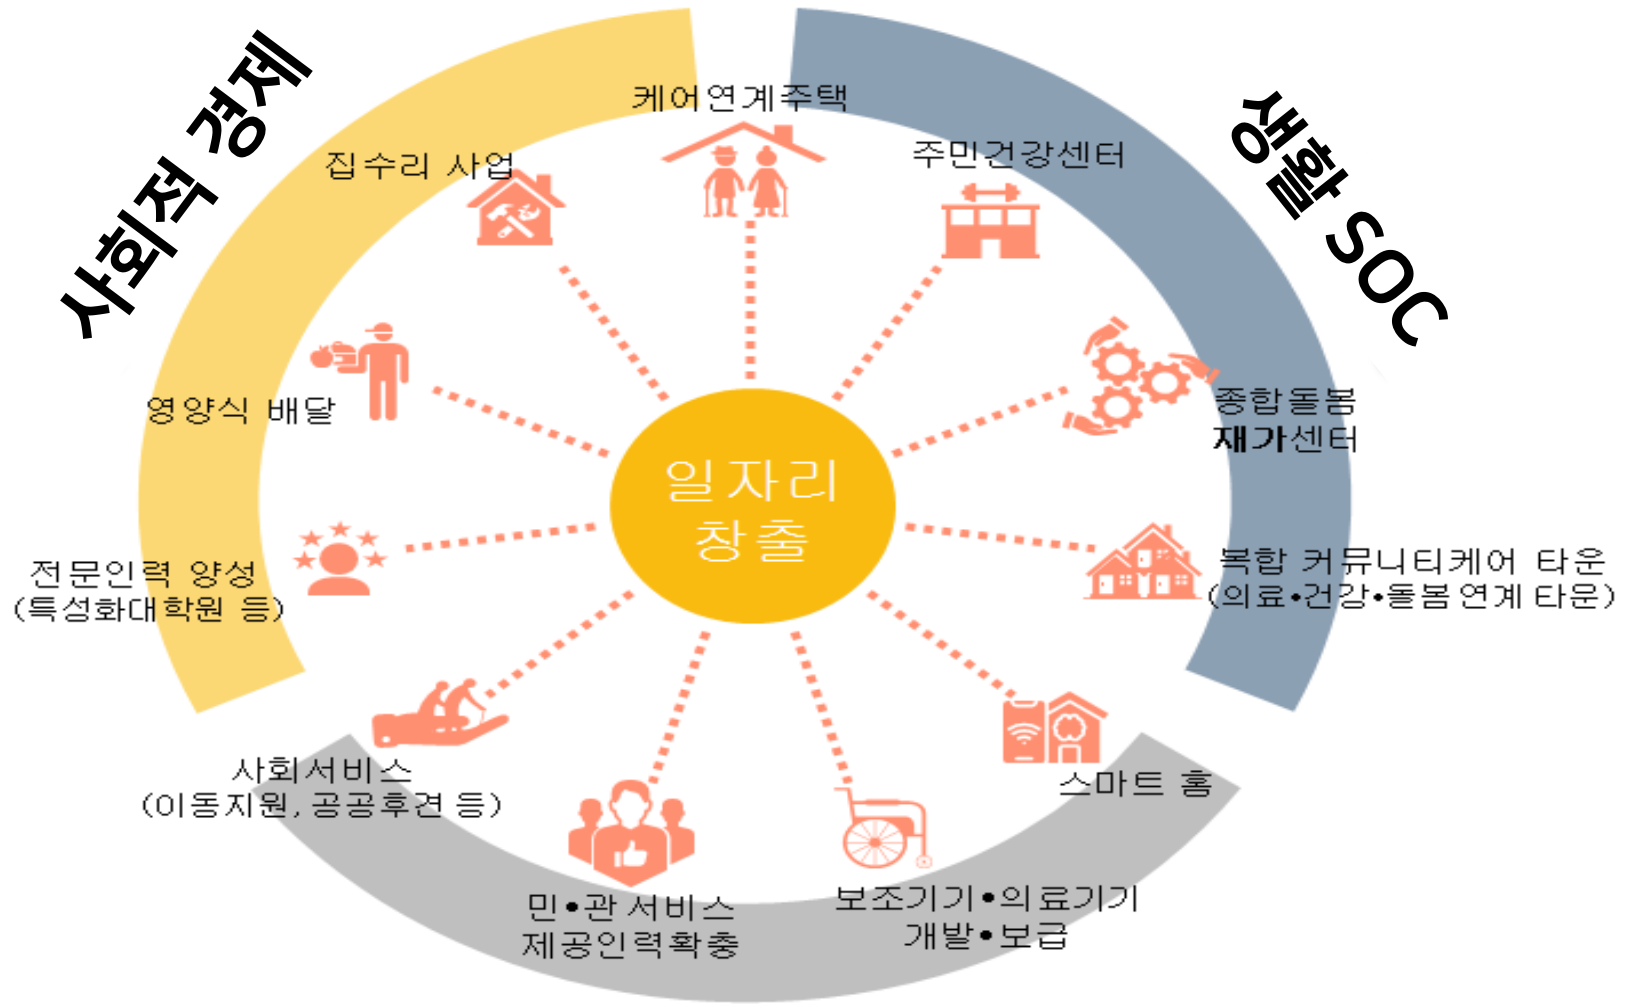 사회적 경제
생활 SOC
케어연계주택
집수리 사업
주민건강센터
영양식 배달
종합돌봄
재가센터
일자리
창출
전문인력 양성
(특성화대학원 등)
복합 커뮤니티케어 타운
(의료•건강•돌봄연계 타운)
사회서비스
(이동지원, 공공후견 등)
스마트 홈
민•관 서비스
제공인력확충
보조기기•의료기기
개발•보급